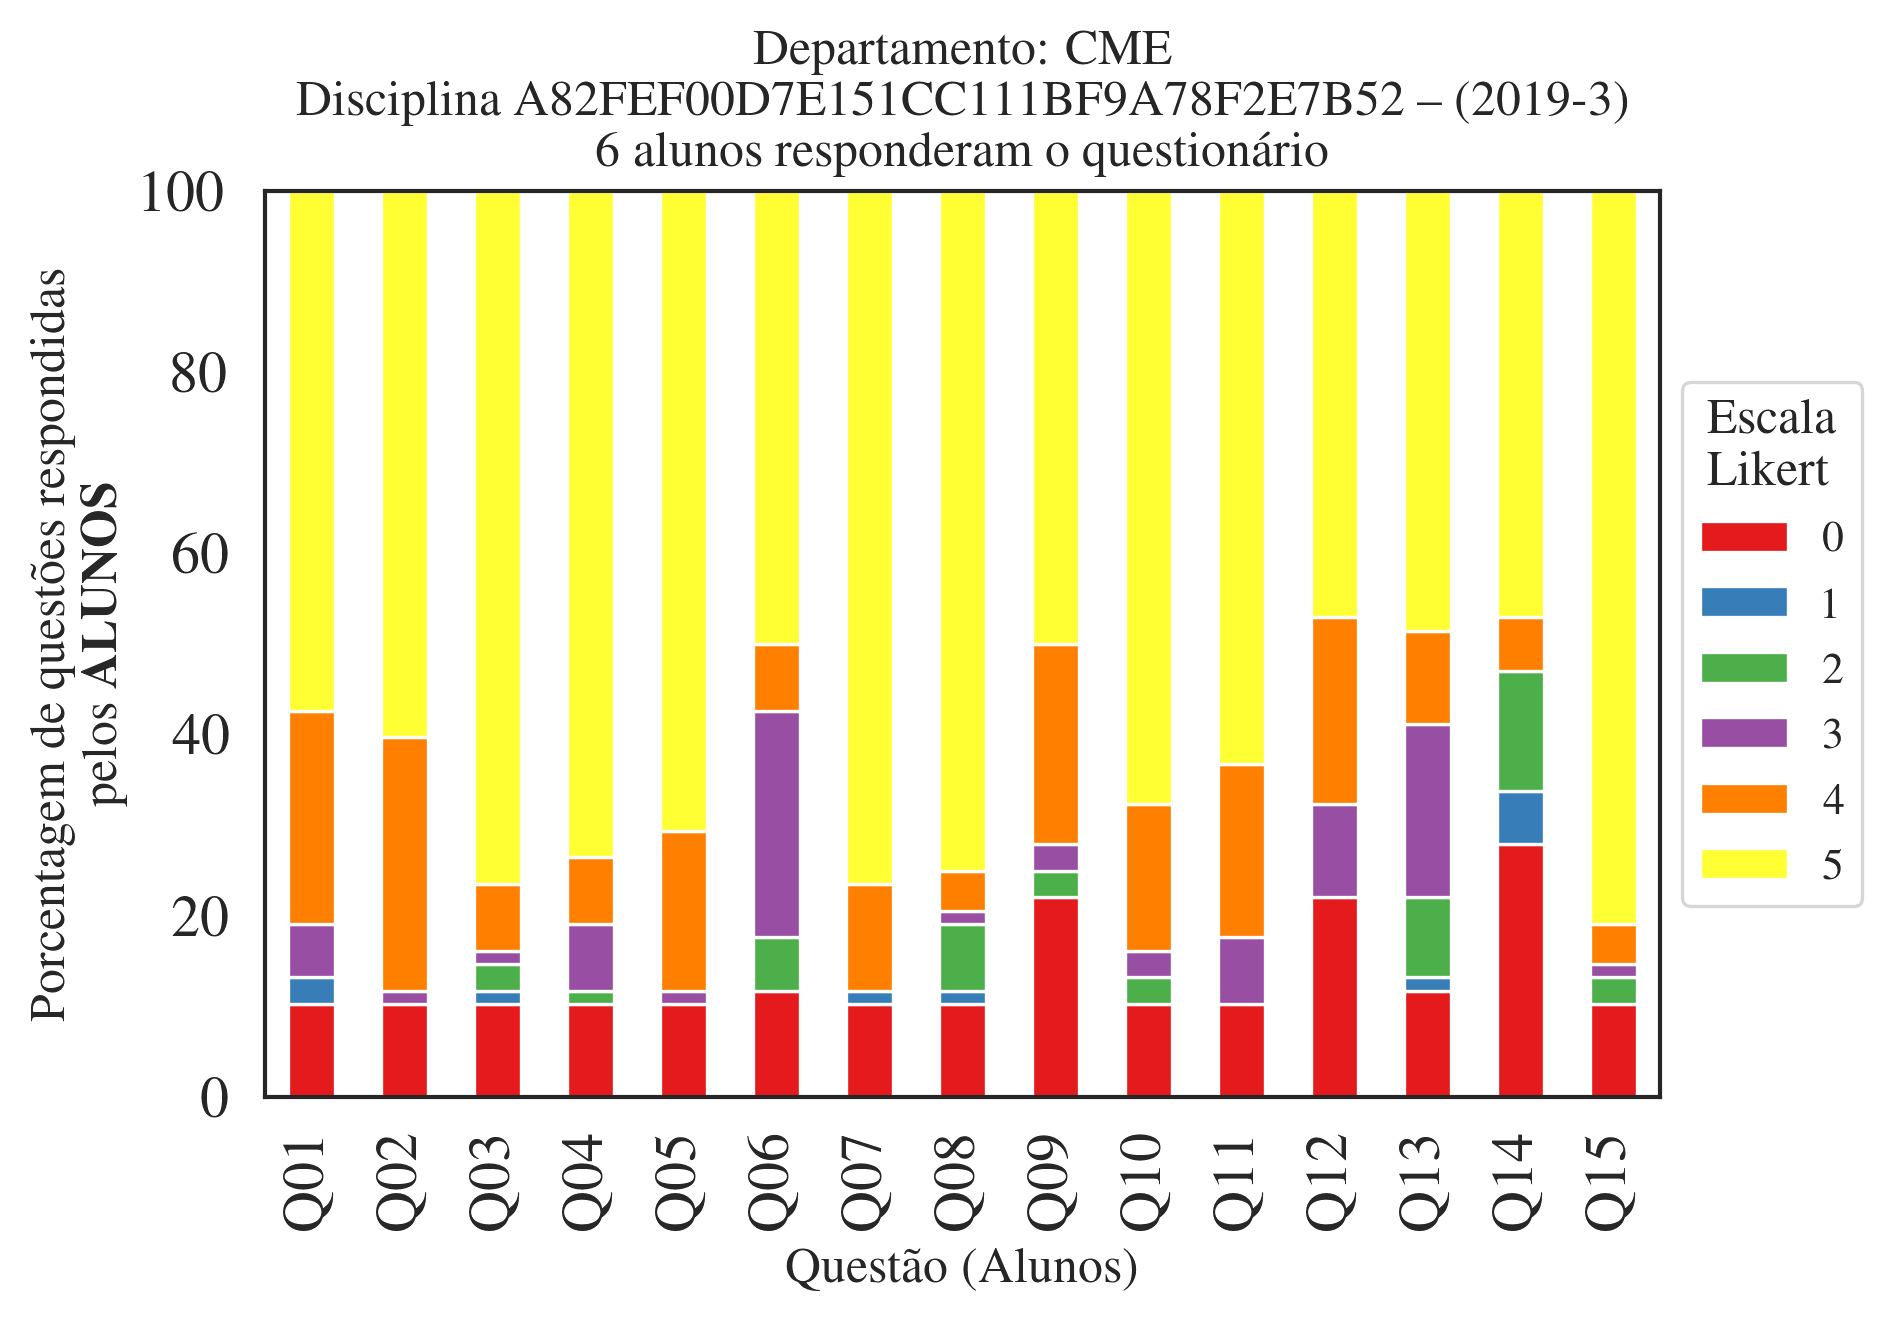 Departamento: CME
Disciplina A82FEF00D7E151CC111BF9A78F2E7B52 – (2019-3)
6 alunos responderam o questionário
Porcentagem de questões respondidas
pelos ALUNOS
100
80
60
40
20
0
Q01
Q02
Q03
Q04
Q05
Q06
Q07
Q08
Q09
Q10
Q11
Q12
Q13
Q14
Q15
Questão (Alunos)
Escala
Likert
0
1
2
3
4
5